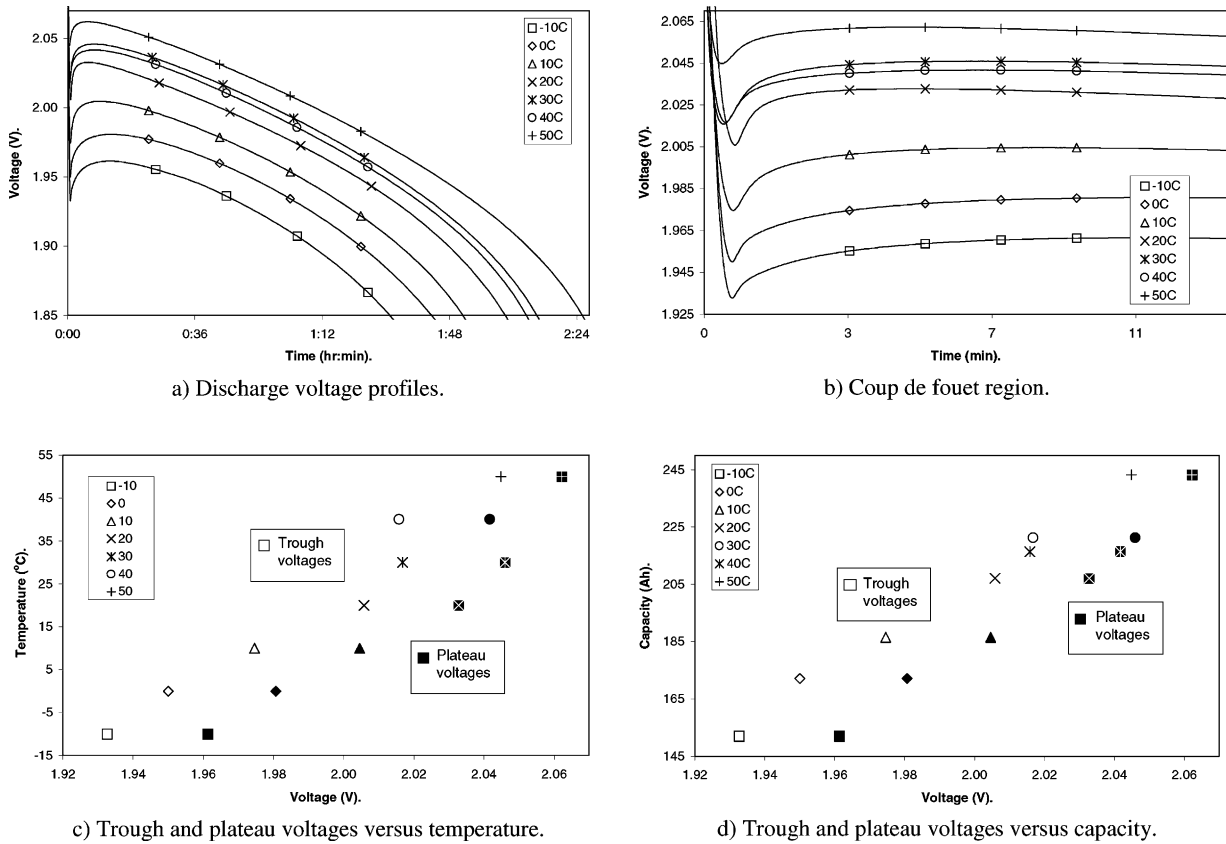 2.05
2.00
1.95
1.90
1.85
Voltage (V).
0:00
0:36
1:12
1:48
2:24
Time (hr:min).
-10C
0C
10C
20C
30C
40C
50C
a) Discharge voltage profiles.
2.065
2.045
2.025
2.005
1.985
1.965
1.945
1.925
Voltage (V).
0
3
7
11
Time (min).
-10C
0C
10C
20C
30C
40C
50C
b) Coup de fouet region.
55
45
35
25
15
5
-5
-15
Temperature (°C).
1.92
1.94
1.96
1.98
2.00
2.02
2.04
2.06
Voltage (V).
-10
0
10
20
30
40
50
Trough
voltages
Plateau
voltages
c) Trough and plateau voltages versus temperature.
245
225
205
185
165
145
Capacity (Ah).
1.92
1.94
1.96
1.98
2.00
2.02
2.04
2.06
Voltage (V).
-10C
0C
10C
20C
30C
40C
50C
Trough
voltages
Plateau
voltages
d) Trough and plateau voltages versus capacity.